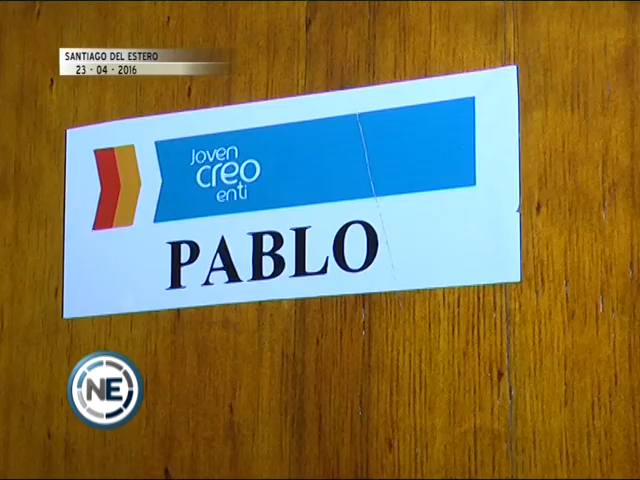 SANTIAGO DEL ESTERO
23 - 04 - 2016
Joven
creo
en ti
PABLO
NE